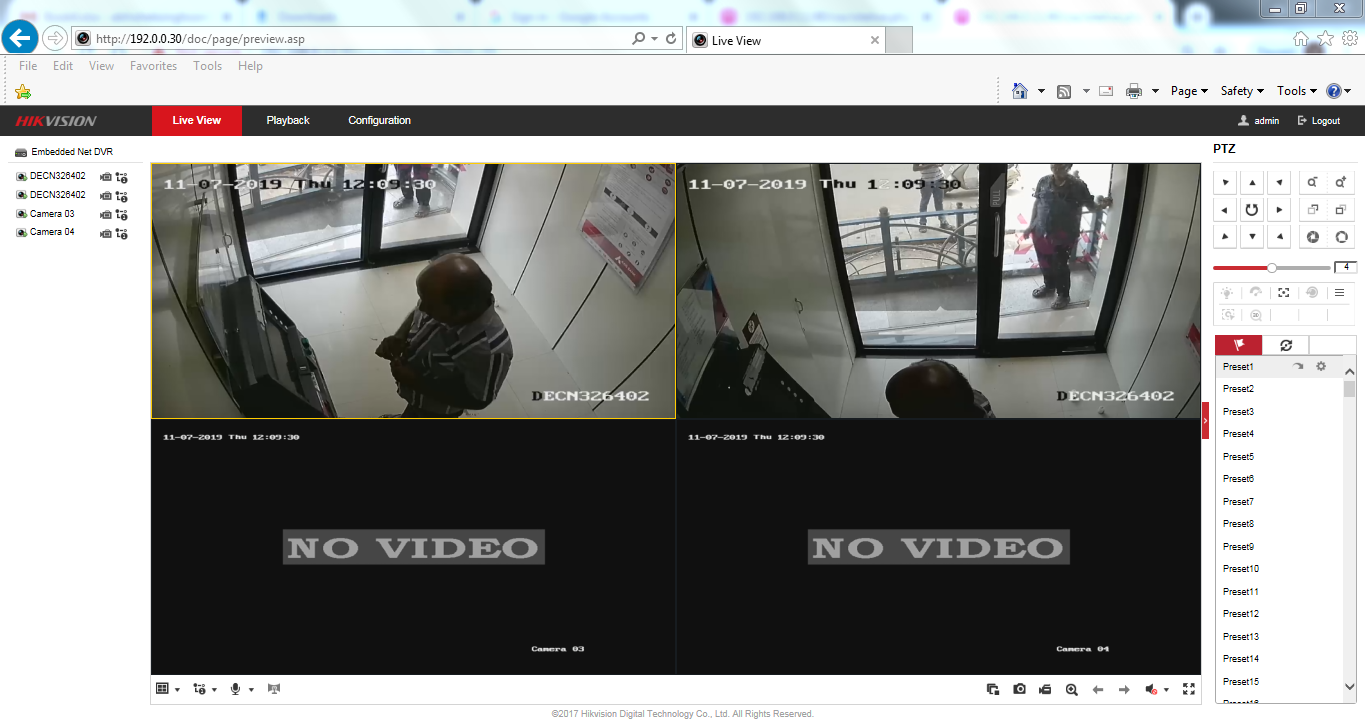 http://192.0.0.30/doc/page/preview.asp
Live View
File Edit View Favorites Tools Help
Page Safety Tools
HIKVISION
Live View Playback Configuration
admin Logout
Embedded Net DVR
DECN326402
DECN326402
Camera 03
Camera 04
11-07-2019 Thu 12:09:30
DECN326402
11-07-2019 Thu 12:09:30
DECN326402
11-07-2019 Thu 12:09:30
NO VIDEO
Camera 03
11-07-2019 Thu 12:09:30
NO VIDEO
Camera 04
PTZ
4
Preset1
Preset2
Preset3
Preset4
Preset5
Preset6
Preset7
Preset8
Preset9
Preset10
Preset11
Preset12
Preset13
Preset14
Preset15
©2017 Hikvision Digital Technology Co., Ltd. All Rights Reserved.